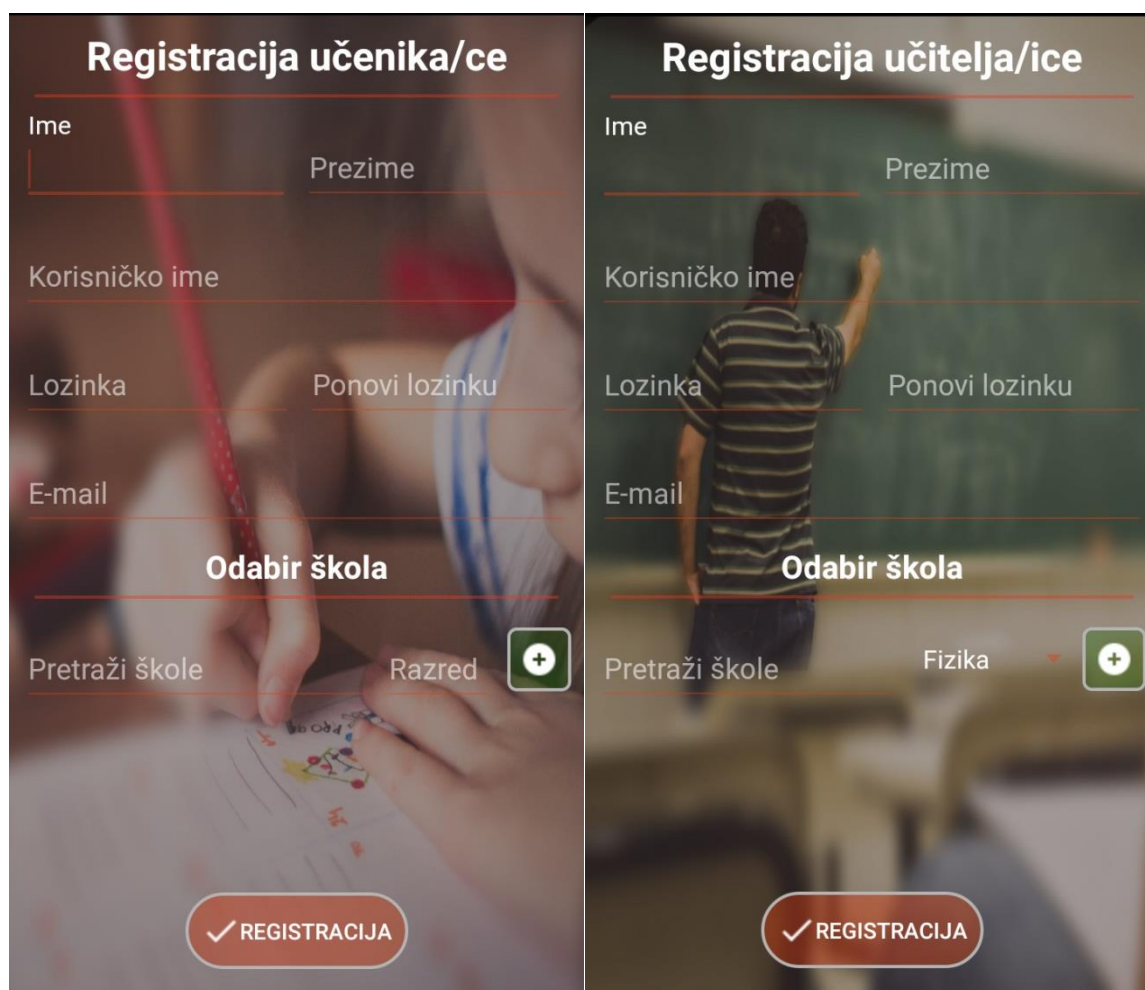 Registracija učenika/ce
Ime
Prezime
Korisničko ime
Lozinka Ponovi lozinku
E-mail
Odabir škola
Pretraži škole Razred
REGISTRACIJA
Registracija učitelja/ice
Ime
Prezime
Korisničko ime
Lozinka Ponovi lozinku
E-mail
Odabir škola
Pretraži škole Fizika
REGISTRACIJA